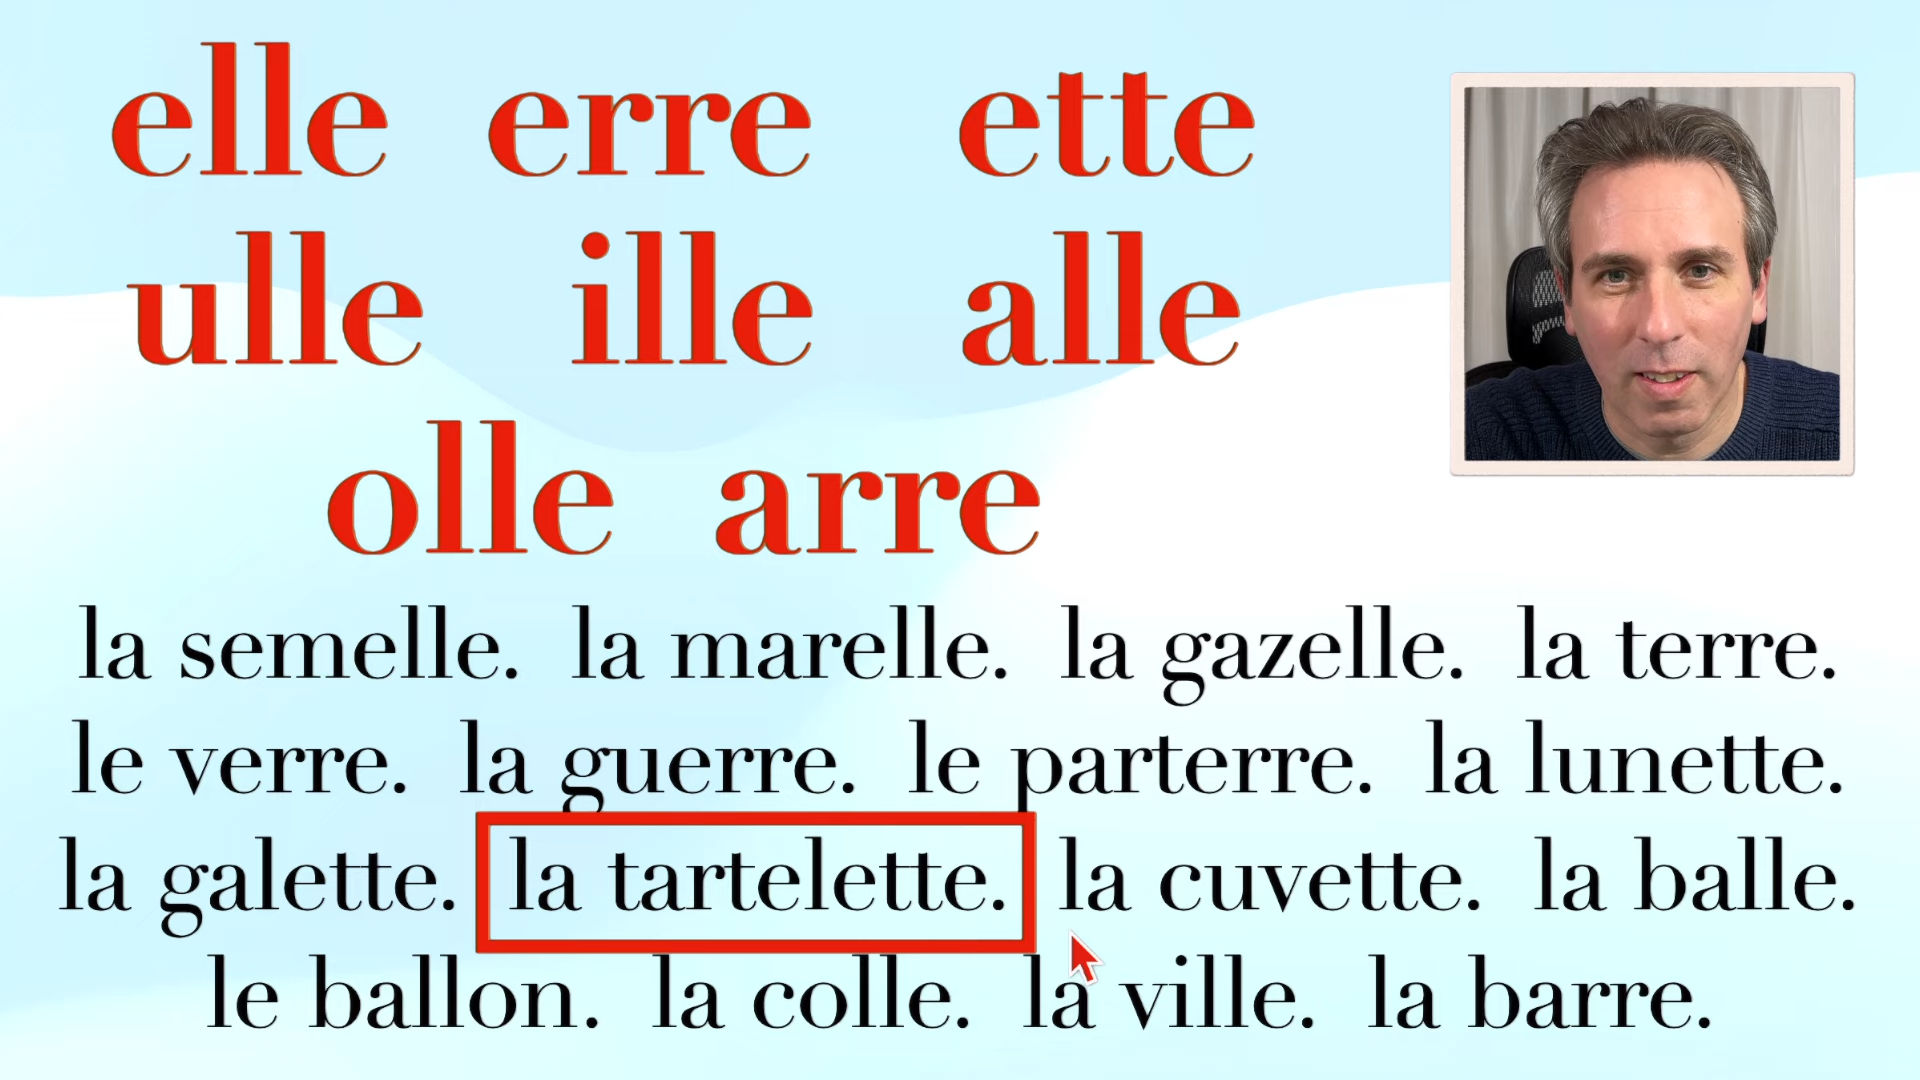 elle erre ette
ulle ille alle
olle arre
la semelle. la marelle. la gazelle. la terre.
le verre. la guerre. le parterre. la lunette.
la galette. la tartelette. la cuvette. la balle.
le ballon. la colle. la ville. la barre.